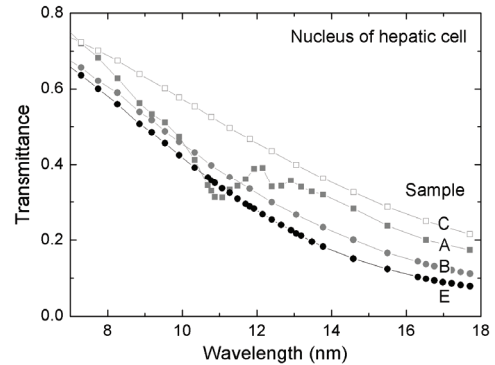 Nucleus of hepatic cell
Transmittance
0.8
0.6
0.4
0.2
0.0
Sample
C
A
B
E
8 10 12 14 16 18
Wavelength (nm)